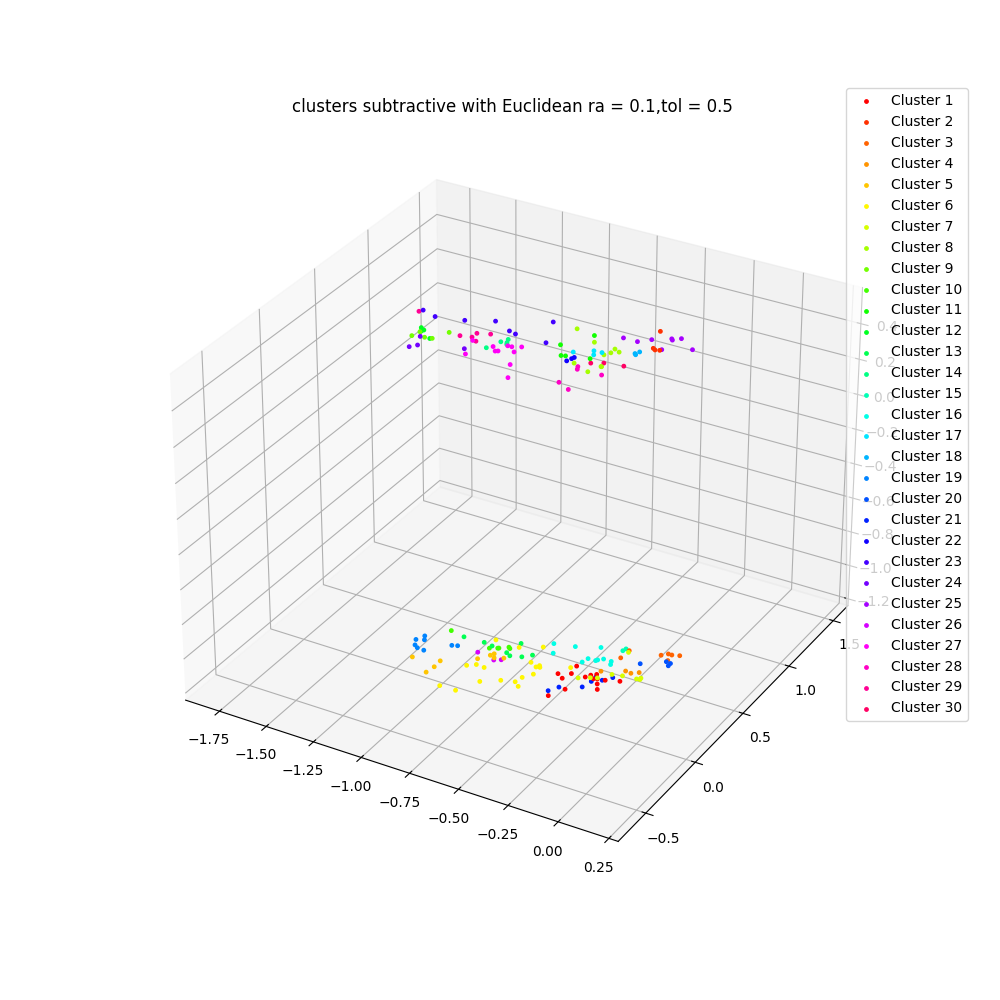 clusters subtractive with Euclidean ra = 0.1,tol = 0.5
Cluster 1
Cluster 2
Cluster 3
Cluster 4
Cluster 5
Cluster 6
Cluster 7
Cluster 8
Cluster 9
Cluster 10
Cluster 11
Cluster 12
Cluster 13
Cluster 14
Cluster 15
Cluster 16
Cluster 17
Cluster 18
Cluster 19
Cluster 20
Cluster 21
Cluster 22
Cluster 23
Cluster 24
Cluster 25
Cluster 26
Cluster 27
Cluster 28
Cluster 29
Cluster 30
0.2
0.0
−0.4
−0.8
−1.0
−1.2
−1.75
−1.50
−1.25
−1.00
−0.75
−0.50
−0.25
0.00
0.25
−0.5
0.0
0.5
1.0
1.5